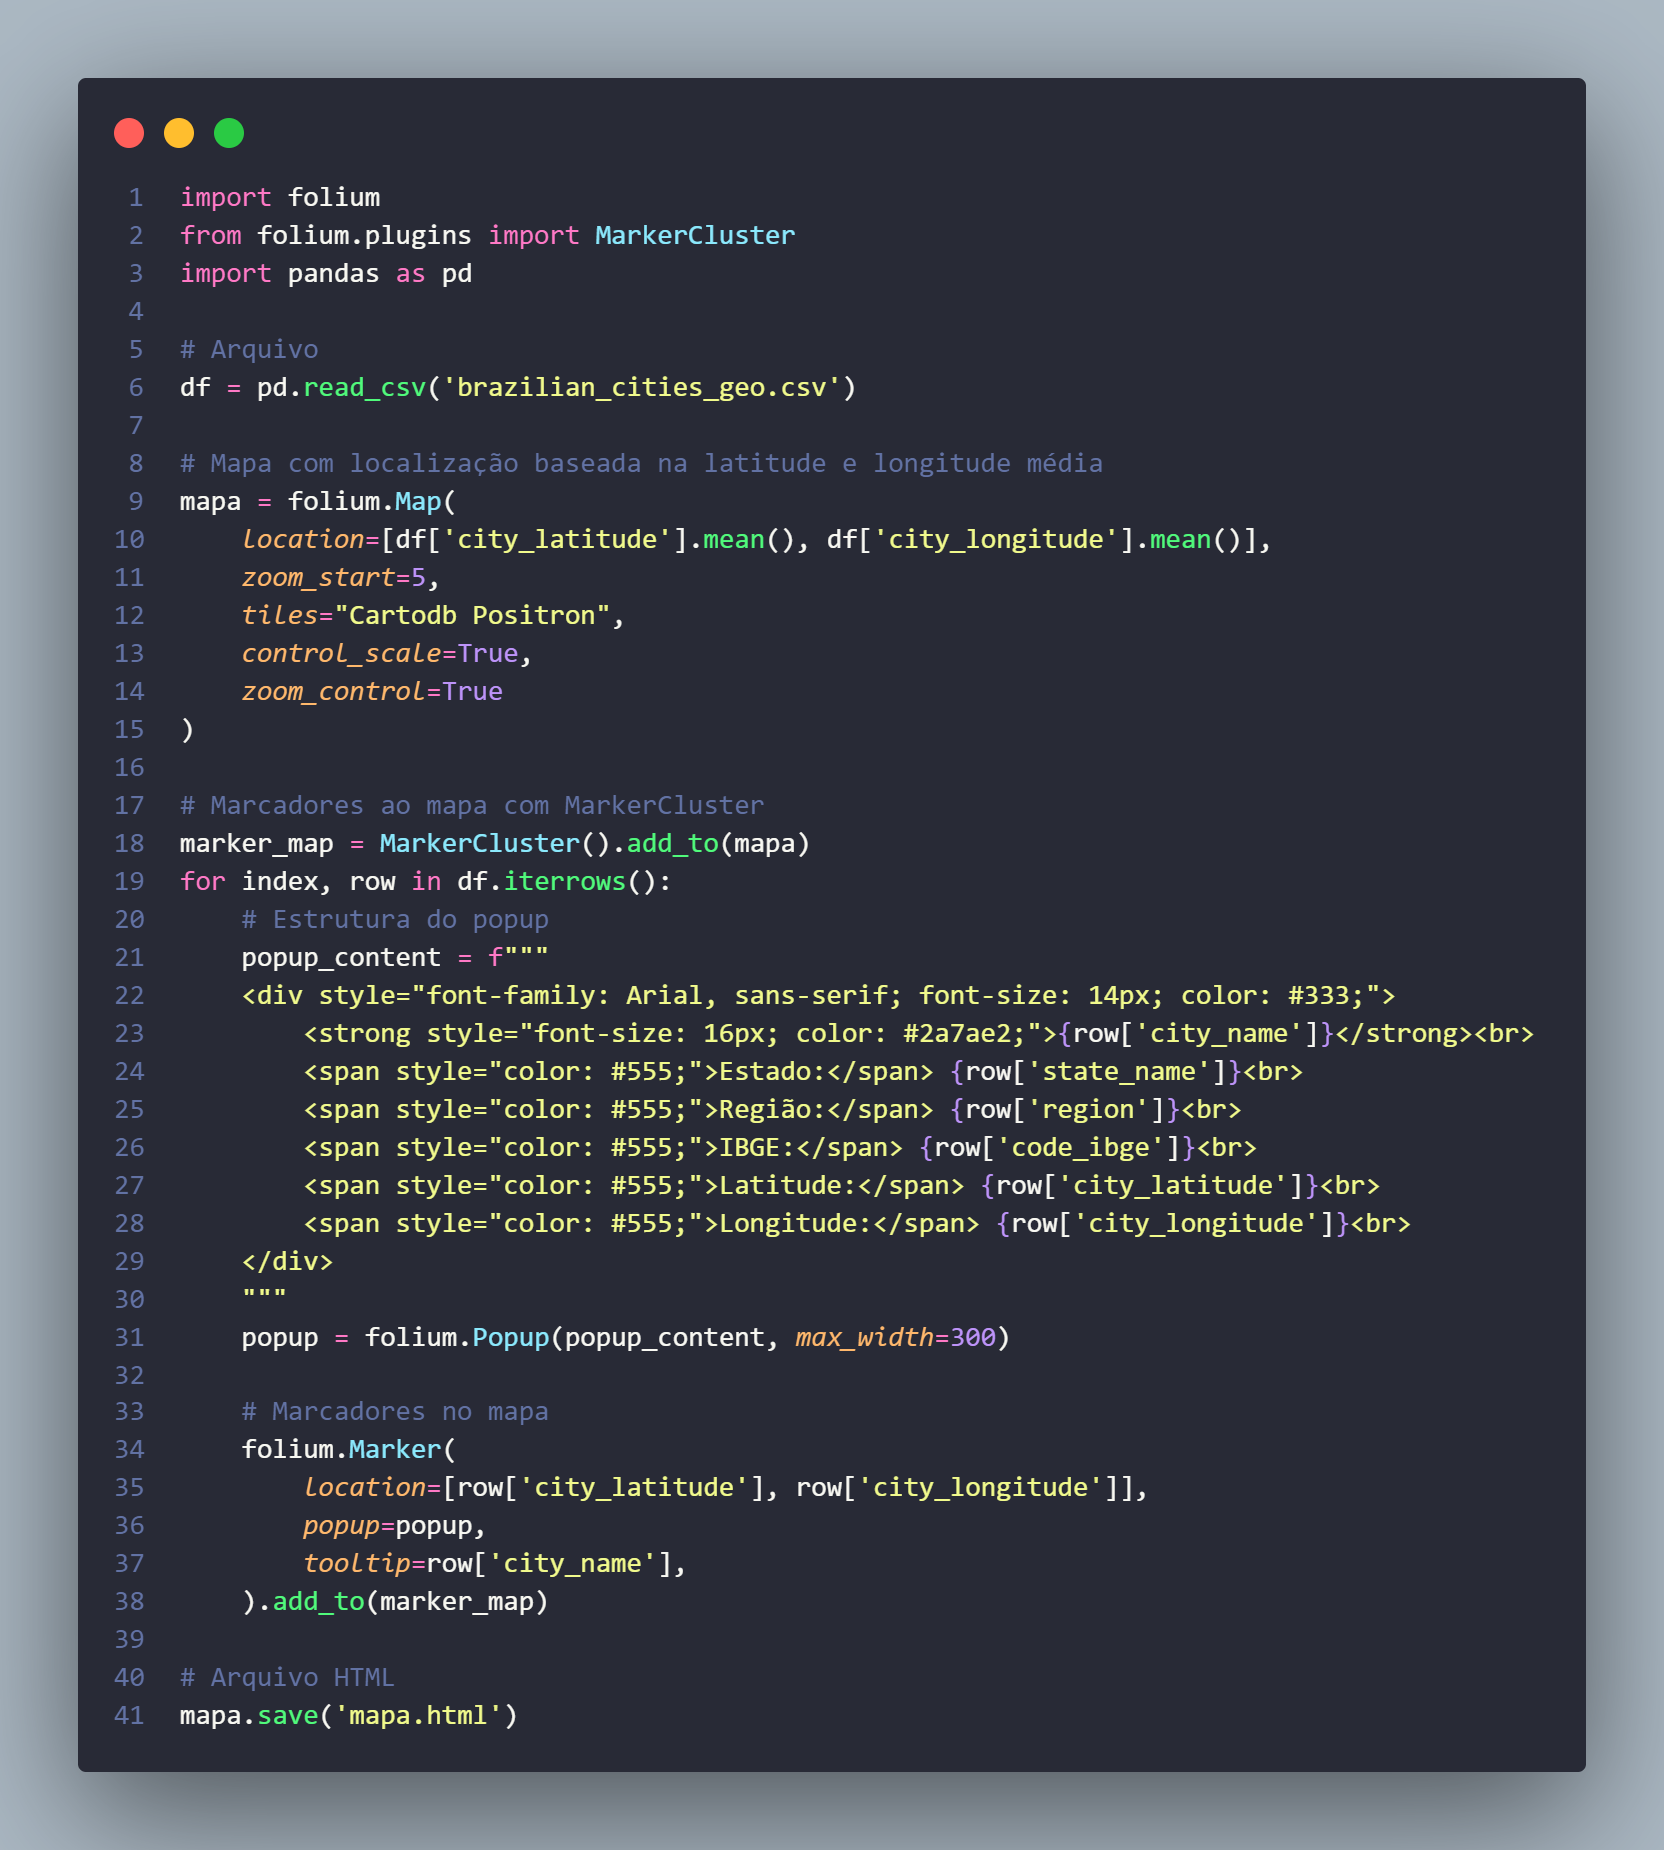 1 import folium
2 from folium.plugins import MarkerCluster
3 import pandas as pd
4
5 # Arquivo
6 df = pd.read_csv('brazilian_cities_geo.csv')
7
8 # Mapa com localização baseada na latitude e longitude média
9 mapa = folium.Map(
10     location=[df['city_latitude'].mean(), df['city_longitude'].mean()],
11     zoom_start=5,
12     tiles="Cartodb Positron",
13     control_scale=True,
14     zoom_control=True
15 )
16
17 # Marcadores ao mapa com MarkerCluster
18 marker_map = MarkerCluster().add_to(mapa)
19 for index, row in df.iterrows():
20     # Estrutura do popup
21     popup_content = f"""
22     <div style="font-family: Arial, sans-serif; font-size: 14px; color: #333;">
23         <strong style="font-size: 16px; color: #2a7ae2;">{row['city_name']}</strong><br>
24         <span style="color: #555;">Estado:</span> {row['state_name']}<br>
25         <span style="color: #555;">Região:</span> {row['region']}<br>
26         <span style="color: #555;">IBGE:</span> {row['code_ibge']}<br>
27         <span style="color: #555;">Latitude:</span> {row['city_latitude']}<br>
28         <span style="color: #555;">Longitude:</span> {row['city_longitude']}<br>
29     </div>
30     """
31     popup = folium.Popup(popup_content, max_width=300)
32
33     # Marcadores no mapa
34     folium.Marker(
35         location=[row['city_latitude'], row['city_longitude']],
36         popup=popup,
37         tooltip=row['city_name'],
38     ).add_to(marker_map)
39
40 # Arquivo HTML
41 mapa.save('mapa.html')